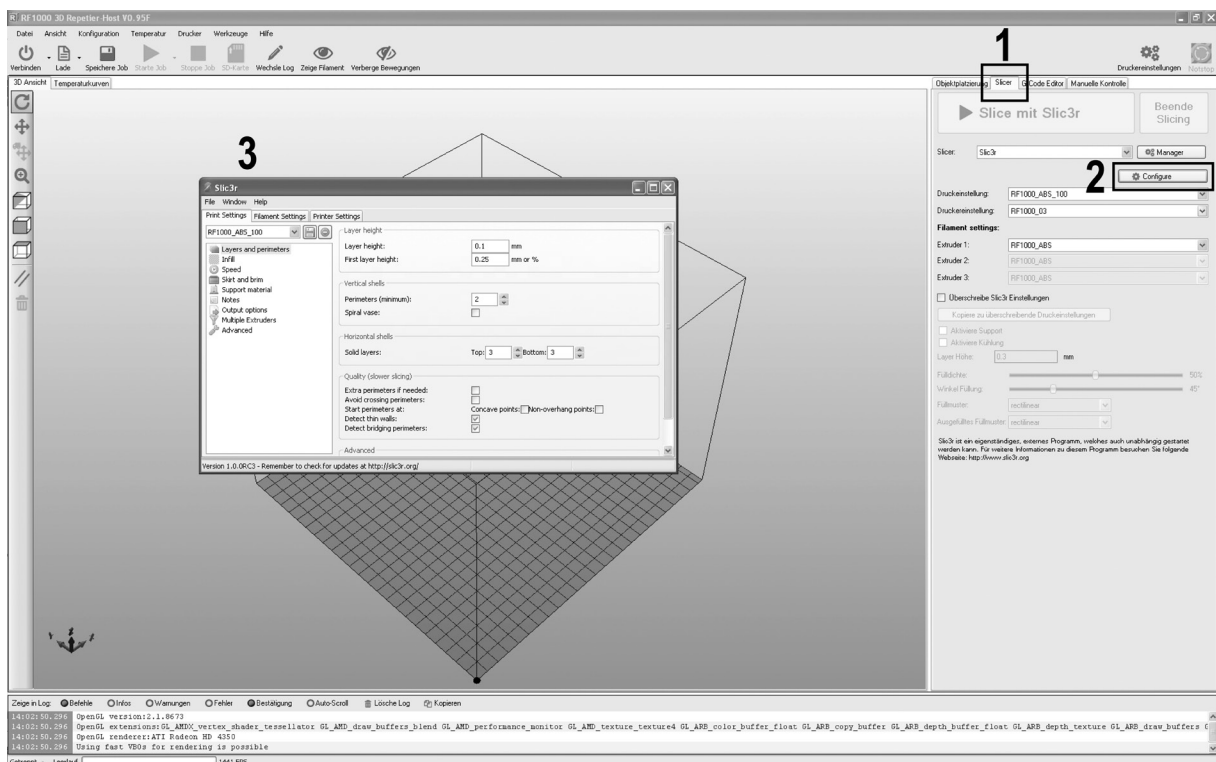 RF1000 3D Repetier-Host V0.95F
Datei Ansicht Konfiguration Temperatur Drucker Werkzeuge Hilfe
Verbinden Lade Speichere Job Starte Job Stoppe Job SD-Karte Wechsle Log Zeige Filament Verberge Bewegungen Druckereinstellungen Notstop
3D Ansicht Temperaturkurven
1
Objektplatzierung Slicer G-Code Editor Manuelle Kontrolle
Slice mit Slic3r
Beende Slicing
Slicer: Slic3r Manager
2
Configure
Druckeinstellung: RF1000_ABS_100
Druckereinstellung: RF1000_03
Filament settings:
Extruder 1: RF1000_ABS
Extruder 2: RF1000_ABS
Extruder 3: RF1000_ABS
Überschreibe Slic3r Einstellungen
Kopiere zu überschreibende Druckeinstellungen
Aktiviere Support
Aktiviere Kühlung
Layer Höhe: 0.3 mm
Fülldichte: 50%
Winkel Füllung: 45°
Füllmuster: rectilinear
Ausgefülltes Füllmuster rectilinear
Slic3r ist ein eigenständiges, externes Programm, welches auch unabhängig gestartet
werden kann. Für weitere Informationen zu diesem Programm besuchen Sie folgende
Webseite: http://www.slic3r.org
3
Slic3r
File Window Help
Print Settings Filament Settings Printer Settings
RF1000_ABS_100
Layers and perimeters
Infill
Speed
Skirt and brim
Support material
Notes
Output options
Multiple Extruders
Advanced
Layer height
Layer height: 0.1 mm
First layer height: 0.25 mm or %
Vertical shells
Perimeters (minimum): 2
Spiral vase:
Horizontal shells
Solid layers: Top: 3 Bottom: 3
Quality (slower slicing)
Extra perimeters if needed:
Avoid crossing perimeters:
Start perimeters at: Concave points: Non-overhang points:
Detect thin walls:
Detect bridging perimeters:
Advanced
Version 1.0.0RC3 - Remember to check for updates at http://slic3r.org/
Zeige in Log: Befehle Infos Warnungen Fehler Bestätigung Auto-Scroll Lösche Log Kopieren
14:02:50.296 OpenGL version:2.1.8673
14:02:50.296 OpenGL extensions:GL_AMDX_vertex_shader_tessellator GL_AMD_draw_buffers_blend GL_AMD_performance_monitor GL_AMD_texture_texture4 GL_ARB_color_buffer_float GL_ARB_copy_buffer GL_ARB_depth_buffer_float GL_ARB_depth_texture GL_ARB_draw_buffers
14:02:50.296 OpenGL renderer:ATI Radeon HD 4350
14:02:50.296 Using fast VBOs for rendering is possible